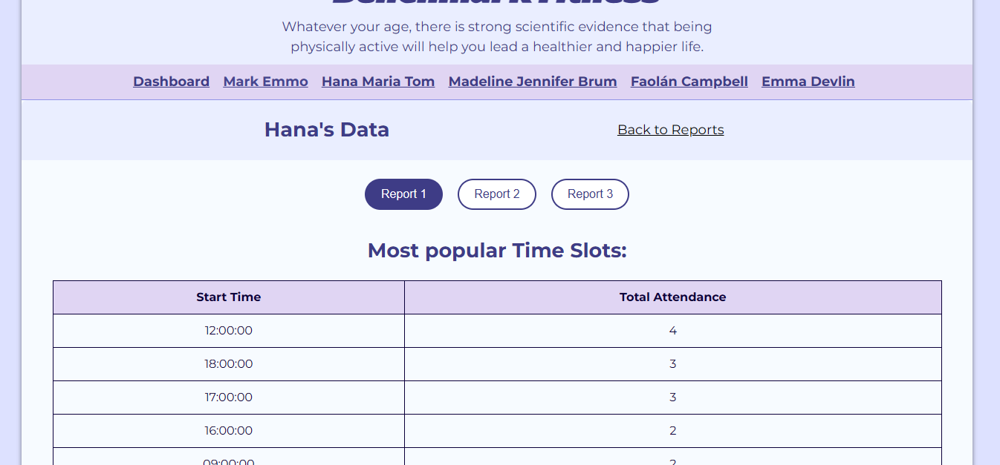 Benchmark Fitness
Whatever your age, there is strong scientific evidence that being
physically active will help you lead a healthier and happier life.
Dashboard Mark Emmo Hana Maria Tom Madeline Jennifer Brum Faolán Campbell Emma Devlin
Hana's Data Back to Reports
Report 1 Report 2 Report 3
Most popular Time Slots:
Start Time Total Attendance
12:00:00 4
18:00:00 3
17:00:00 3
16:00:00 2
09:00:00 2